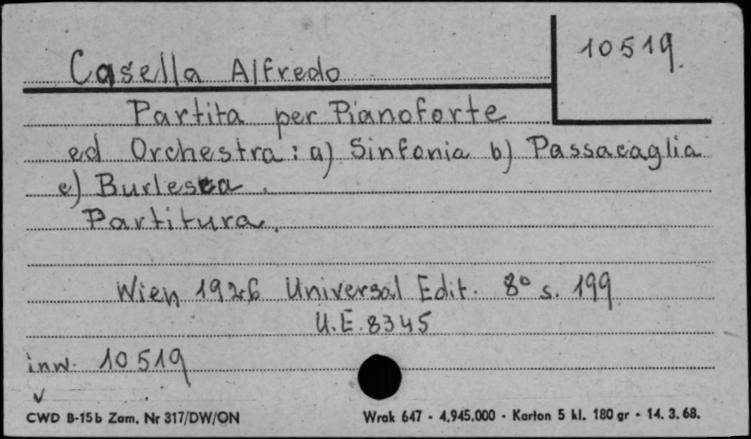 10519.
Casella Alfredo
Partita per Pianoforte
ed Orchestra: a) Sinfonia b) Passacaglia
c) Burlesca.
Partitura.
Wien 1926 Universal Edit. 8° s. 199
U.E. 8345
inw. 10519
v
CWD B-15b Zam. Nr 317/DW/ON Wrak 647 - 4.945.000 - Karton 5 kl. 180 gr - 14. 3. 68.